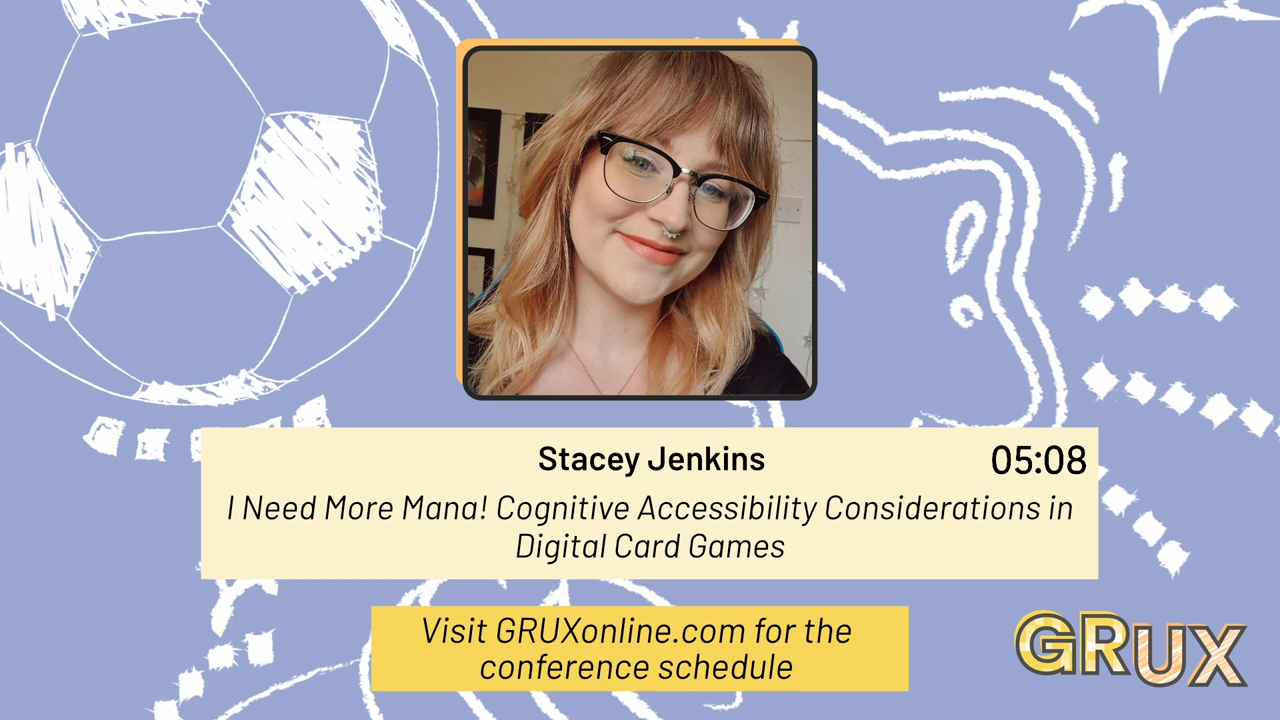 Stacey Jenkins
05:08
I Need More Mana! Cognitive Accessibility Considerations in
Digital Card Games
Visit GRUXonline.com for the
conference schedule
GRUX